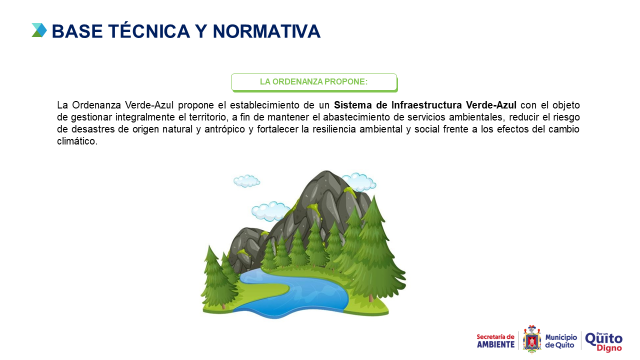 BASE TÉCNICA Y NORMATIVA
LA ORDENANZA PROPONE:
La Ordenanza Verde-Azul propone el establecimiento de un Sistema de Infraestructura Verde-Azul con el objeto
de gestionar integralmente el territorio, a fin de mantener el abastecimiento de servicios ambientales, reducir el riesgo
de desastres de origen natural y antrópico y fortalecer la resiliencia ambiental y social frente a los efectos del cambio
climático.
Secretaría de
AMBIENTE
Municipio
de Quito
Por un
Quito
Digno